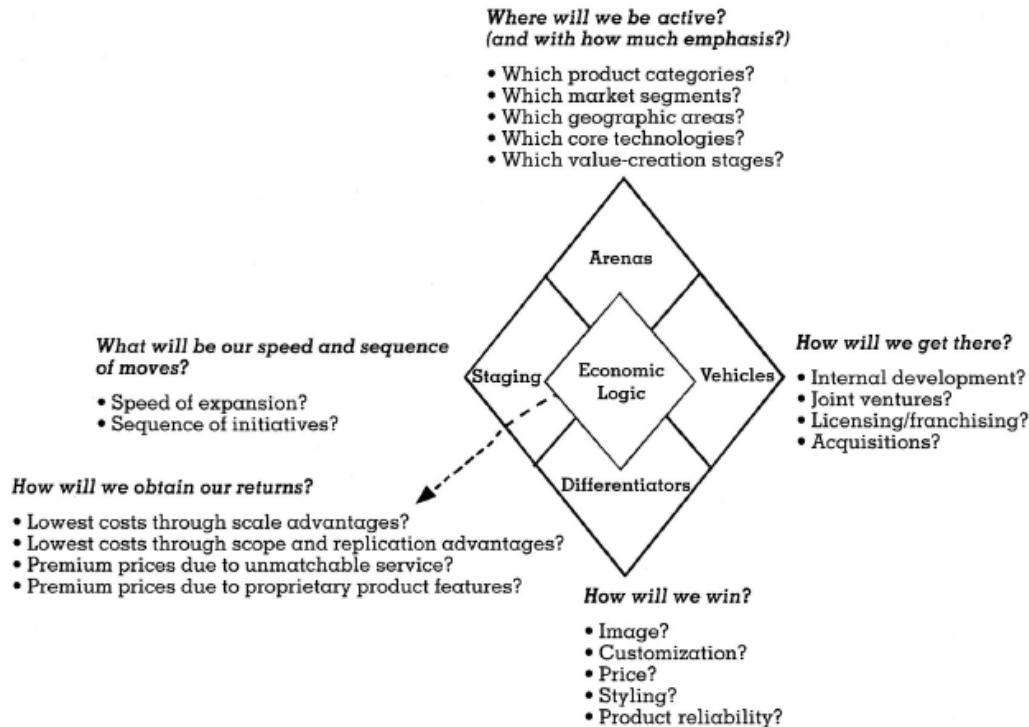 Where will we be active?
(and with how much emphasis?)
• Which product categories?
• Which market segments?
• Which geographic areas?
• Which core technologies?
• Which value-creation stages?
Arenas
What will be our speed and sequence
of moves?
• Speed of expansion?
• Sequence of initiatives?
Staging
Economic
Logic
Vehicles
How will we get there?
• Internal development?
• Joint ventures?
• Licensing/franchising?
• Acquisitions?
Differentiators
How will we obtain our returns?
• Lowest costs through scale advantages?
• Lowest costs through scope and replication advantages?
• Premium prices due to unmatchable service?
• Premium prices due to proprietary product features?
How will we win?
• Image?
• Customization?
• Price?
• Styling?
• Product reliability?